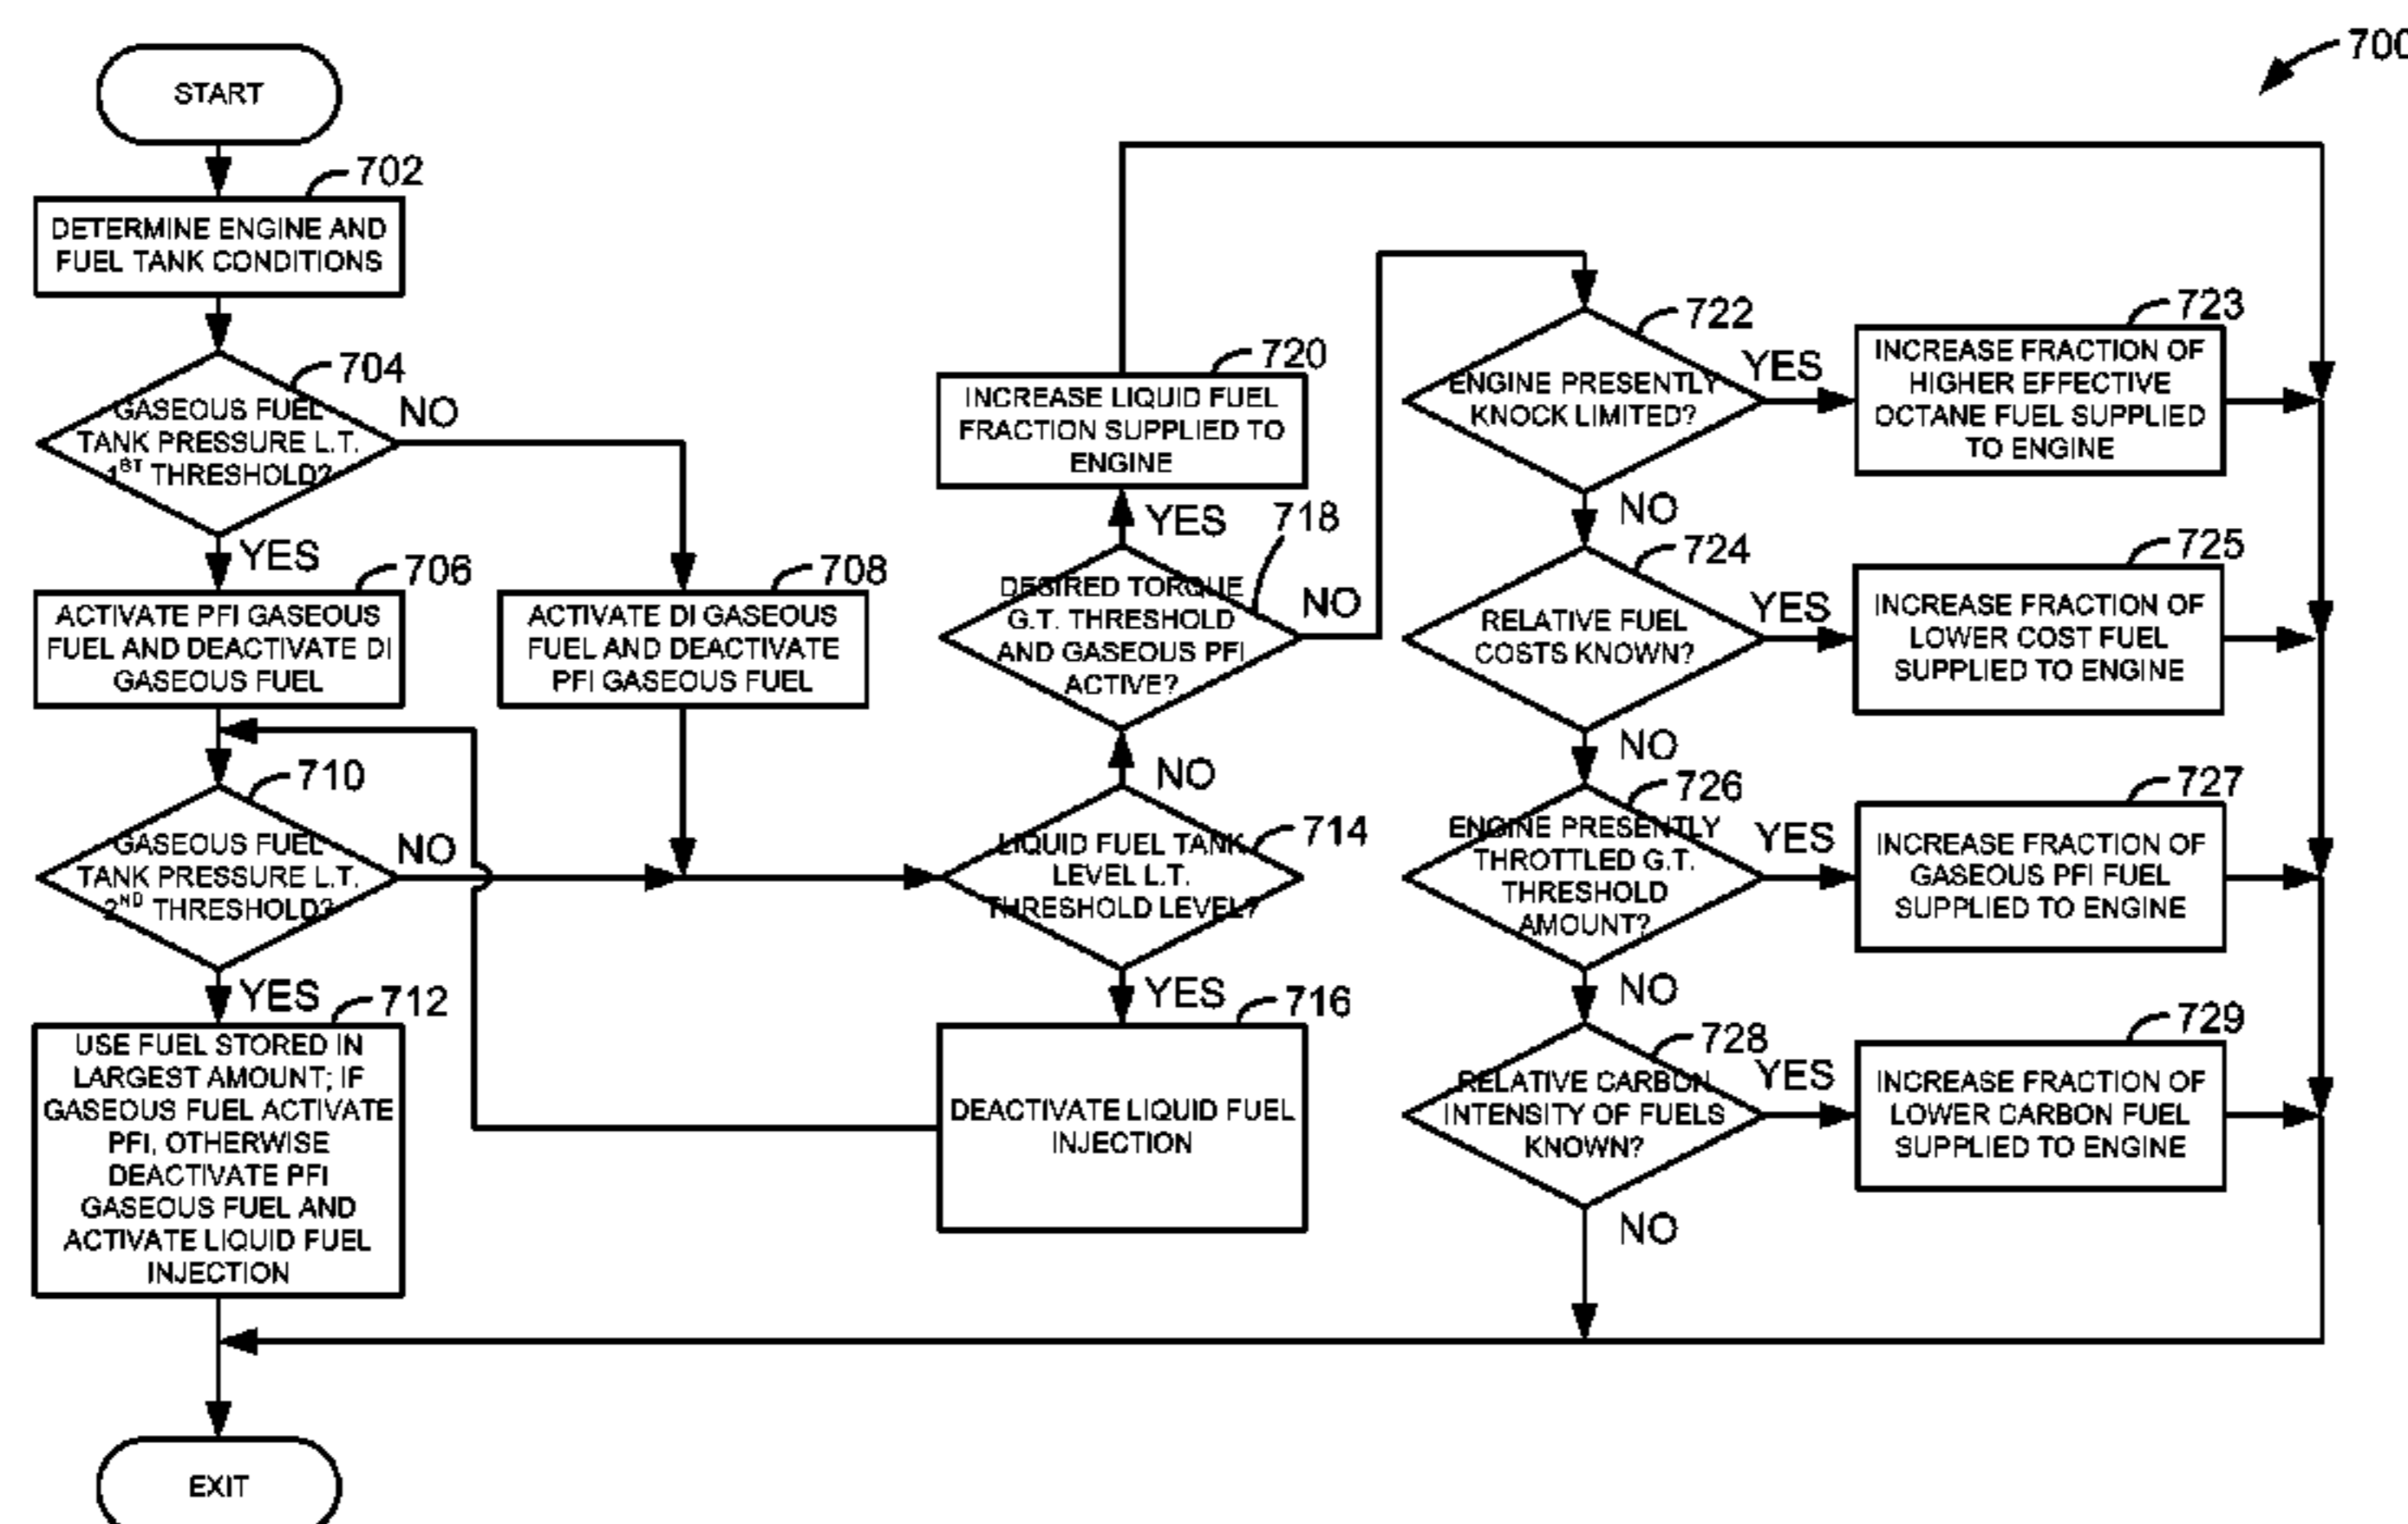 700
START
702
DETERMINE ENGINE AND
FUEL TANK CONDITIONS
704
GASEOUS FUEL
TANK PRESSURE L.T.
1ST THRESHOLD?
NO
YES
706
ACTIVATE PFI GASEOUS
FUEL AND DEACTIVATE DI
GASEOUS FUEL
708
ACTIVATE DI GASEOUS
FUEL AND DEACTIVATE
PFI GASEOUS FUEL
710
GASEOUS FUEL
TANK PRESSURE L.T.
2ND THRESHOLD?
NO
YES
712
USE FUEL STORED IN
LARGEST AMOUNT; IF
GASEOUS FUEL ACTIVATE
PFI, OTHERWISE
DEACTIVATE PFI
GASEOUS FUEL AND
ACTIVATE LIQUID FUEL
INJECTION
EXIT
720
INCREASE LIQUID FUEL
FRACTION SUPPLIED TO
ENGINE
YES
718
DESIRED TORQUE
G.T. THRESHOLD
AND GASEOUS PFI
ACTIVE?
NO
NO
714
LIQUID FUEL TANK
LEVEL L.T.
THRESHOLD LEVEL?
YES
716
DEACTIVATE LIQUID FUEL
INJECTION
722
ENGINE PRESENTLY
KNOCK LIMITED?
YES
NO
723
INCREASE FRACTION OF
HIGHER EFFECTIVE
OCTANE FUEL SUPPLIED
TO ENGINE
724
RELATIVE FUEL
COSTS KNOWN?
YES
NO
725
INCREASE FRACTION OF
LOWER COST FUEL
SUPPLIED TO ENGINE
726
ENGINE PRESENTLY
THROTTLED G.T.
THRESHOLD
AMOUNT?
YES
NO
727
INCREASE FRACTION OF
GASEOUS PFI FUEL
SUPPLIED TO ENGINE
728
RELATIVE CARBON
INTENSITY OF FUELS
KNOWN?
YES
NO
729
INCREASE FRACTION OF
LOWER CARBON FUEL
SUPPLIED TO ENGINE